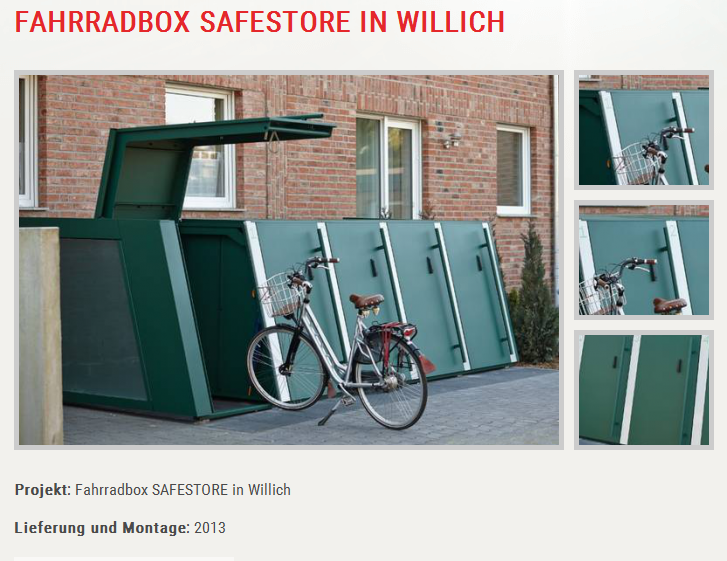 FAHRRADBOX SAFESTORE IN WILLICH
Projekt: Fahrradbox SAFESTORE in Willich
Lieferung und Montage: 2013